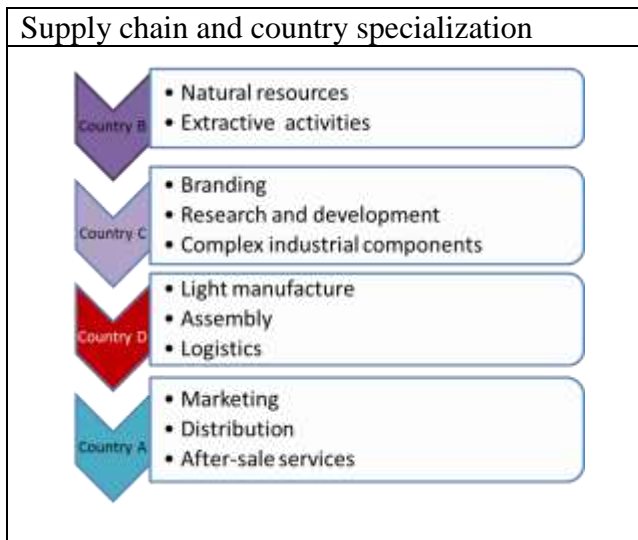 Supply chain and country specialization
Country B
• Natural resources
• Extractive activities
Country C
• Branding
• Research and development
• Complex industrial components
Country D
• Light manufacture
• Assembly
• Logistics
Country A
• Marketing
• Distribution
• After-sale services